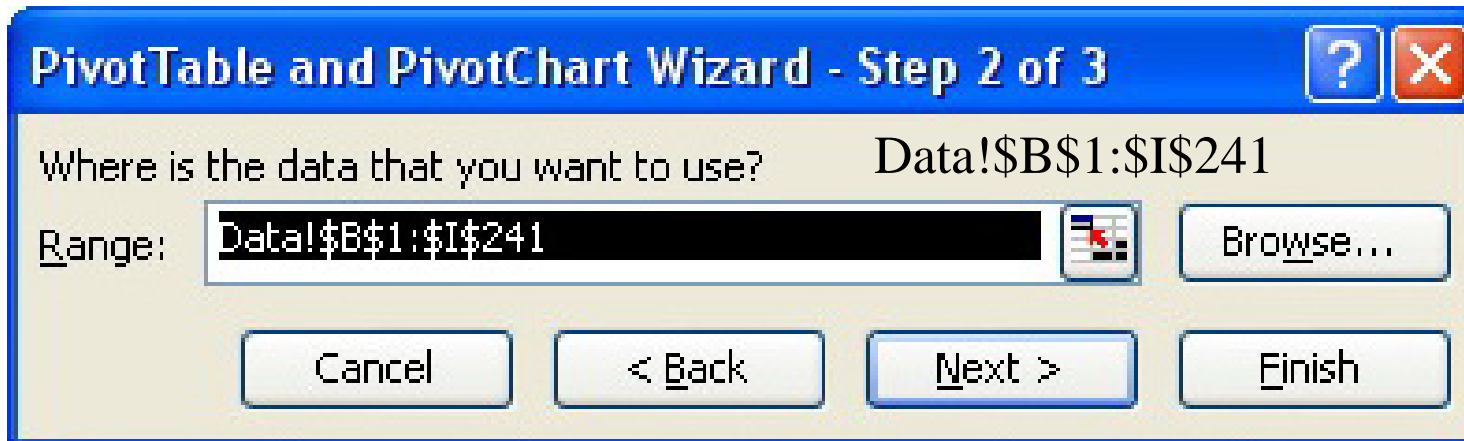 PivotTable and PivotChart Wizard - Step 2 of 3 ?
Where is the data that you want to use? Data!$B$1:$I$241
Range: Data!$B$1:$I$241 Browse...
Cancel < Back Next > Finish